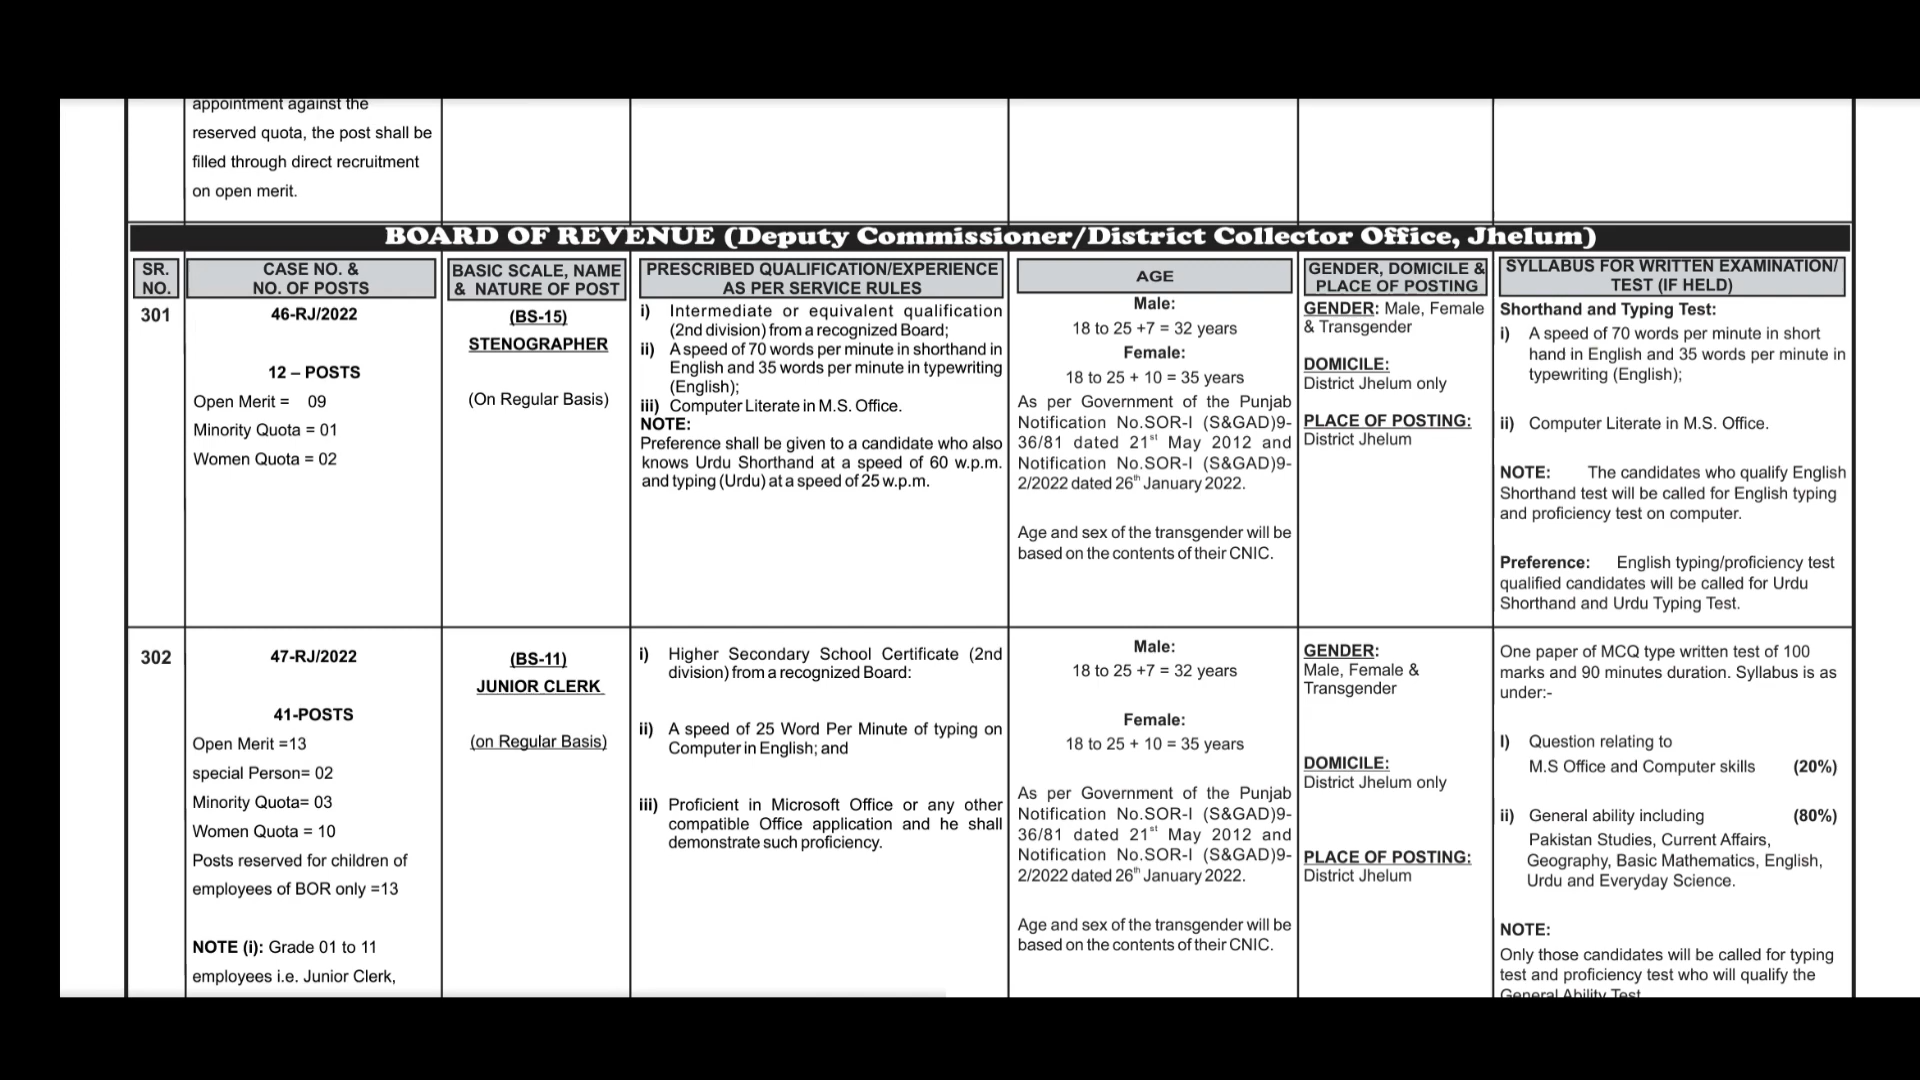 appointment against the
reserved quota, the post shall be
filled through direct recruitment
on open merit.
BOARD OF REVENUE (Deputy Commissioner/District Collector Office, Jhelum)
SR.
NO.
CASE NO. &
NO. OF POSTS
BASIC SCALE, NAME
& NATURE OF POST
PRESCRIBED QUALIFICATION/EXPERIENCE
AS PER SERVICE RULES
AGE
GENDER, DOMICILE &
PLACE OF POSTING
SYLLABUS FOR WRITTEN EXAMINATION/
TEST (IF HELD)
301
46-RJ/2022
12 – POSTS
Open Merit = 09
Minority Quota = 01
Women Quota = 02
(BS-15)
STENOGRAPHER
(On Regular Basis)
i) Intermediate or equivalent qualification
(2nd division) from a recognized Board;
ii) A speed of 70 words per minute in shorthand in
English and 35 words per minute in typewriting
(English);
iii) Computer Literate in M.S. Office.
NOTE:
Preference shall be given to a candidate who also
knows Urdu Shorthand at a speed of 60 w.p.m.
and typing (Urdu) at a speed of 25 w.p.m.
Male:
18 to 25 +7 = 32 years
Female:
18 to 25 + 10 = 35 years
As per Government of the Punjab
Notification No.SOR-I (S&GAD)9-
36/81 dated 21st May 2012 and
Notification No.SOR-I (S&GAD)9-
2/2022 dated 26th January 2022.
Age and sex of the transgender will be
based on the contents of their CNIC.
GENDER: Male, Female
& Transgender
DOMICILE:
District Jhelum only
PLACE OF POSTING:
District Jhelum
Shorthand and Typing Test:
i) A speed of 70 words per minute in short
hand in English and 35 words per minute in
typewriting (English);
ii) Computer Literate in M.S. Office.
NOTE: The candidates who qualify English
Shorthand test will be called for English typing
and proficiency test on computer.
Preference: English typing/proficiency test
qualified candidates will be called for Urdu
Shorthand and Urdu Typing Test.
302
47-RJ/2022
41-POSTS
Open Merit =13
special Person= 02
Minority Quota= 03
Women Quota = 10
Posts reserved for children of
employees of BOR only =13
NOTE (i): Grade 01 to 11
employees i.e. Junior Clerk,
(BS-11)
JUNIOR CLERK
(on Regular Basis)
i) Higher Secondary School Certificate (2nd
division) from a recognized Board:
ii) A speed of 25 Word Per Minute of typing on
Computer in English; and
iii) Proficient in Microsoft Office or any other
compatible Office application and he shall
demonstrate such proficiency.
Male:
18 to 25 +7 = 32 years
Female:
18 to 25 + 10 = 35 years
As per Government of the Punjab
Notification No.SOR-I (S&GAD)9-
36/81 dated 21st May 2012 and
Notification No.SOR-I (S&GAD)9-
2/2022 dated 26th January 2022.
Age and sex of the transgender will be
based on the contents of their CNIC.
GENDER:
Male, Female &
Transgender
DOMICILE:
District Jhelum only
PLACE OF POSTING:
District Jhelum
One paper of MCQ type written test of 100
marks and 90 minutes duration. Syllabus is as
under:-
I) Question relating to
M.S Office and Computer skills (20%)
ii) General ability including (80%)
Pakistan Studies, Current Affairs,
Geography, Basic Mathematics, English,
Urdu and Everyday Science.
NOTE:
Only those candidates will be called for typing
test and proficiency test who will qualify the
General Ability Test